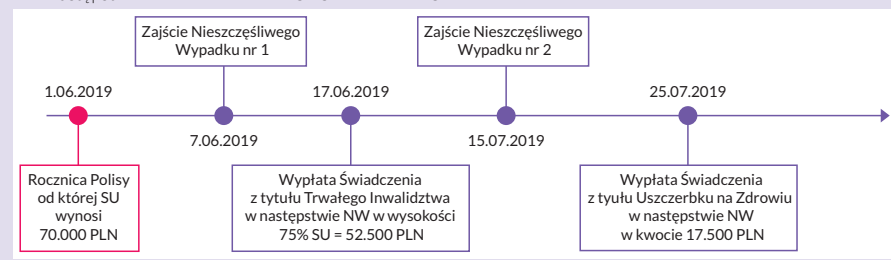 Zajście Nieszczęśliwego
Wypadku nr 1
Zajście Nieszczęśliwego
Wypadku nr 2
1.06.2019
17.06.2019
25.07.2019
7.06.2019
15.07.2019
Rocznica Polisy
od której SU
wynosi
70.000 PLN
Wypłata Świadczenia
z tytułu Trwałego Inwalidztwa
w następstwie NW w wysokości
75% SU = 52.500 PLN
Wypłata Świadczenia
z tyułu Uszczerbku na Zdrowiu
w następstwie NW
w kwocie 17.500 PLN